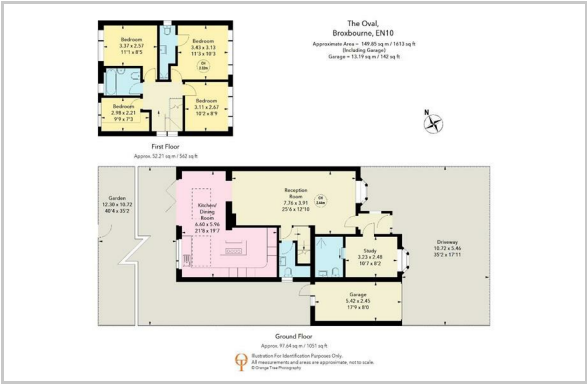 The Oval,
Broxbourne, EN10
Approximate Area = 149.85 sq m / 1613 sq ft
(Including Garage)
Garage = 13.19 sq m / 142 sq ft
N
Bedroom
3.37 x 2.57
11'1 x 8'5
Bedroom
3.43 x 3.13
11'3 x 10'3
CH
Bedroom
2.98 x 2.21
9'9 x 7'3
Bedroom
3.11 x 2.67
10'2 x 8'9
First Floor
Approx. 52.21 sq m / 562 sq ft
Garden
12.30 x 10.72
40'4 x 35'2
Kitchen/
Dining
Room
6.60 x 5.96
21'8 x 19'7
Reception
Room
7.76 x 3.91
25'6 x 12'10
CH
Study
3.23 x 2.48
10'7 x 8'2
Driveway
10.72 x 5.46
35'2 x 17'11
Garage
5.42 x 2.45
17'9 x 8'0
Ground Floor
Approx. 97.64 sq m / 1051 sq ft
Illustration For Identification Purposes Only.
All measurements and areas are approximate, not to scale.
© Orange Tree Photography